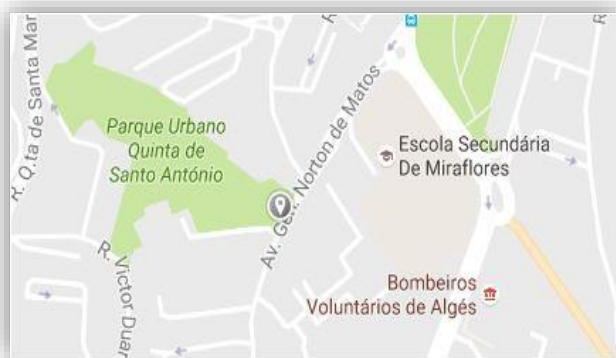 R. Q.ta de Santa Mar
Parque Urbano
Quinta de
Santo António
Av. Gen. Norton de Matos
Escola Secundária
De Miraflores
R. Victor Duar
Bombeiros
Voluntários de Algés